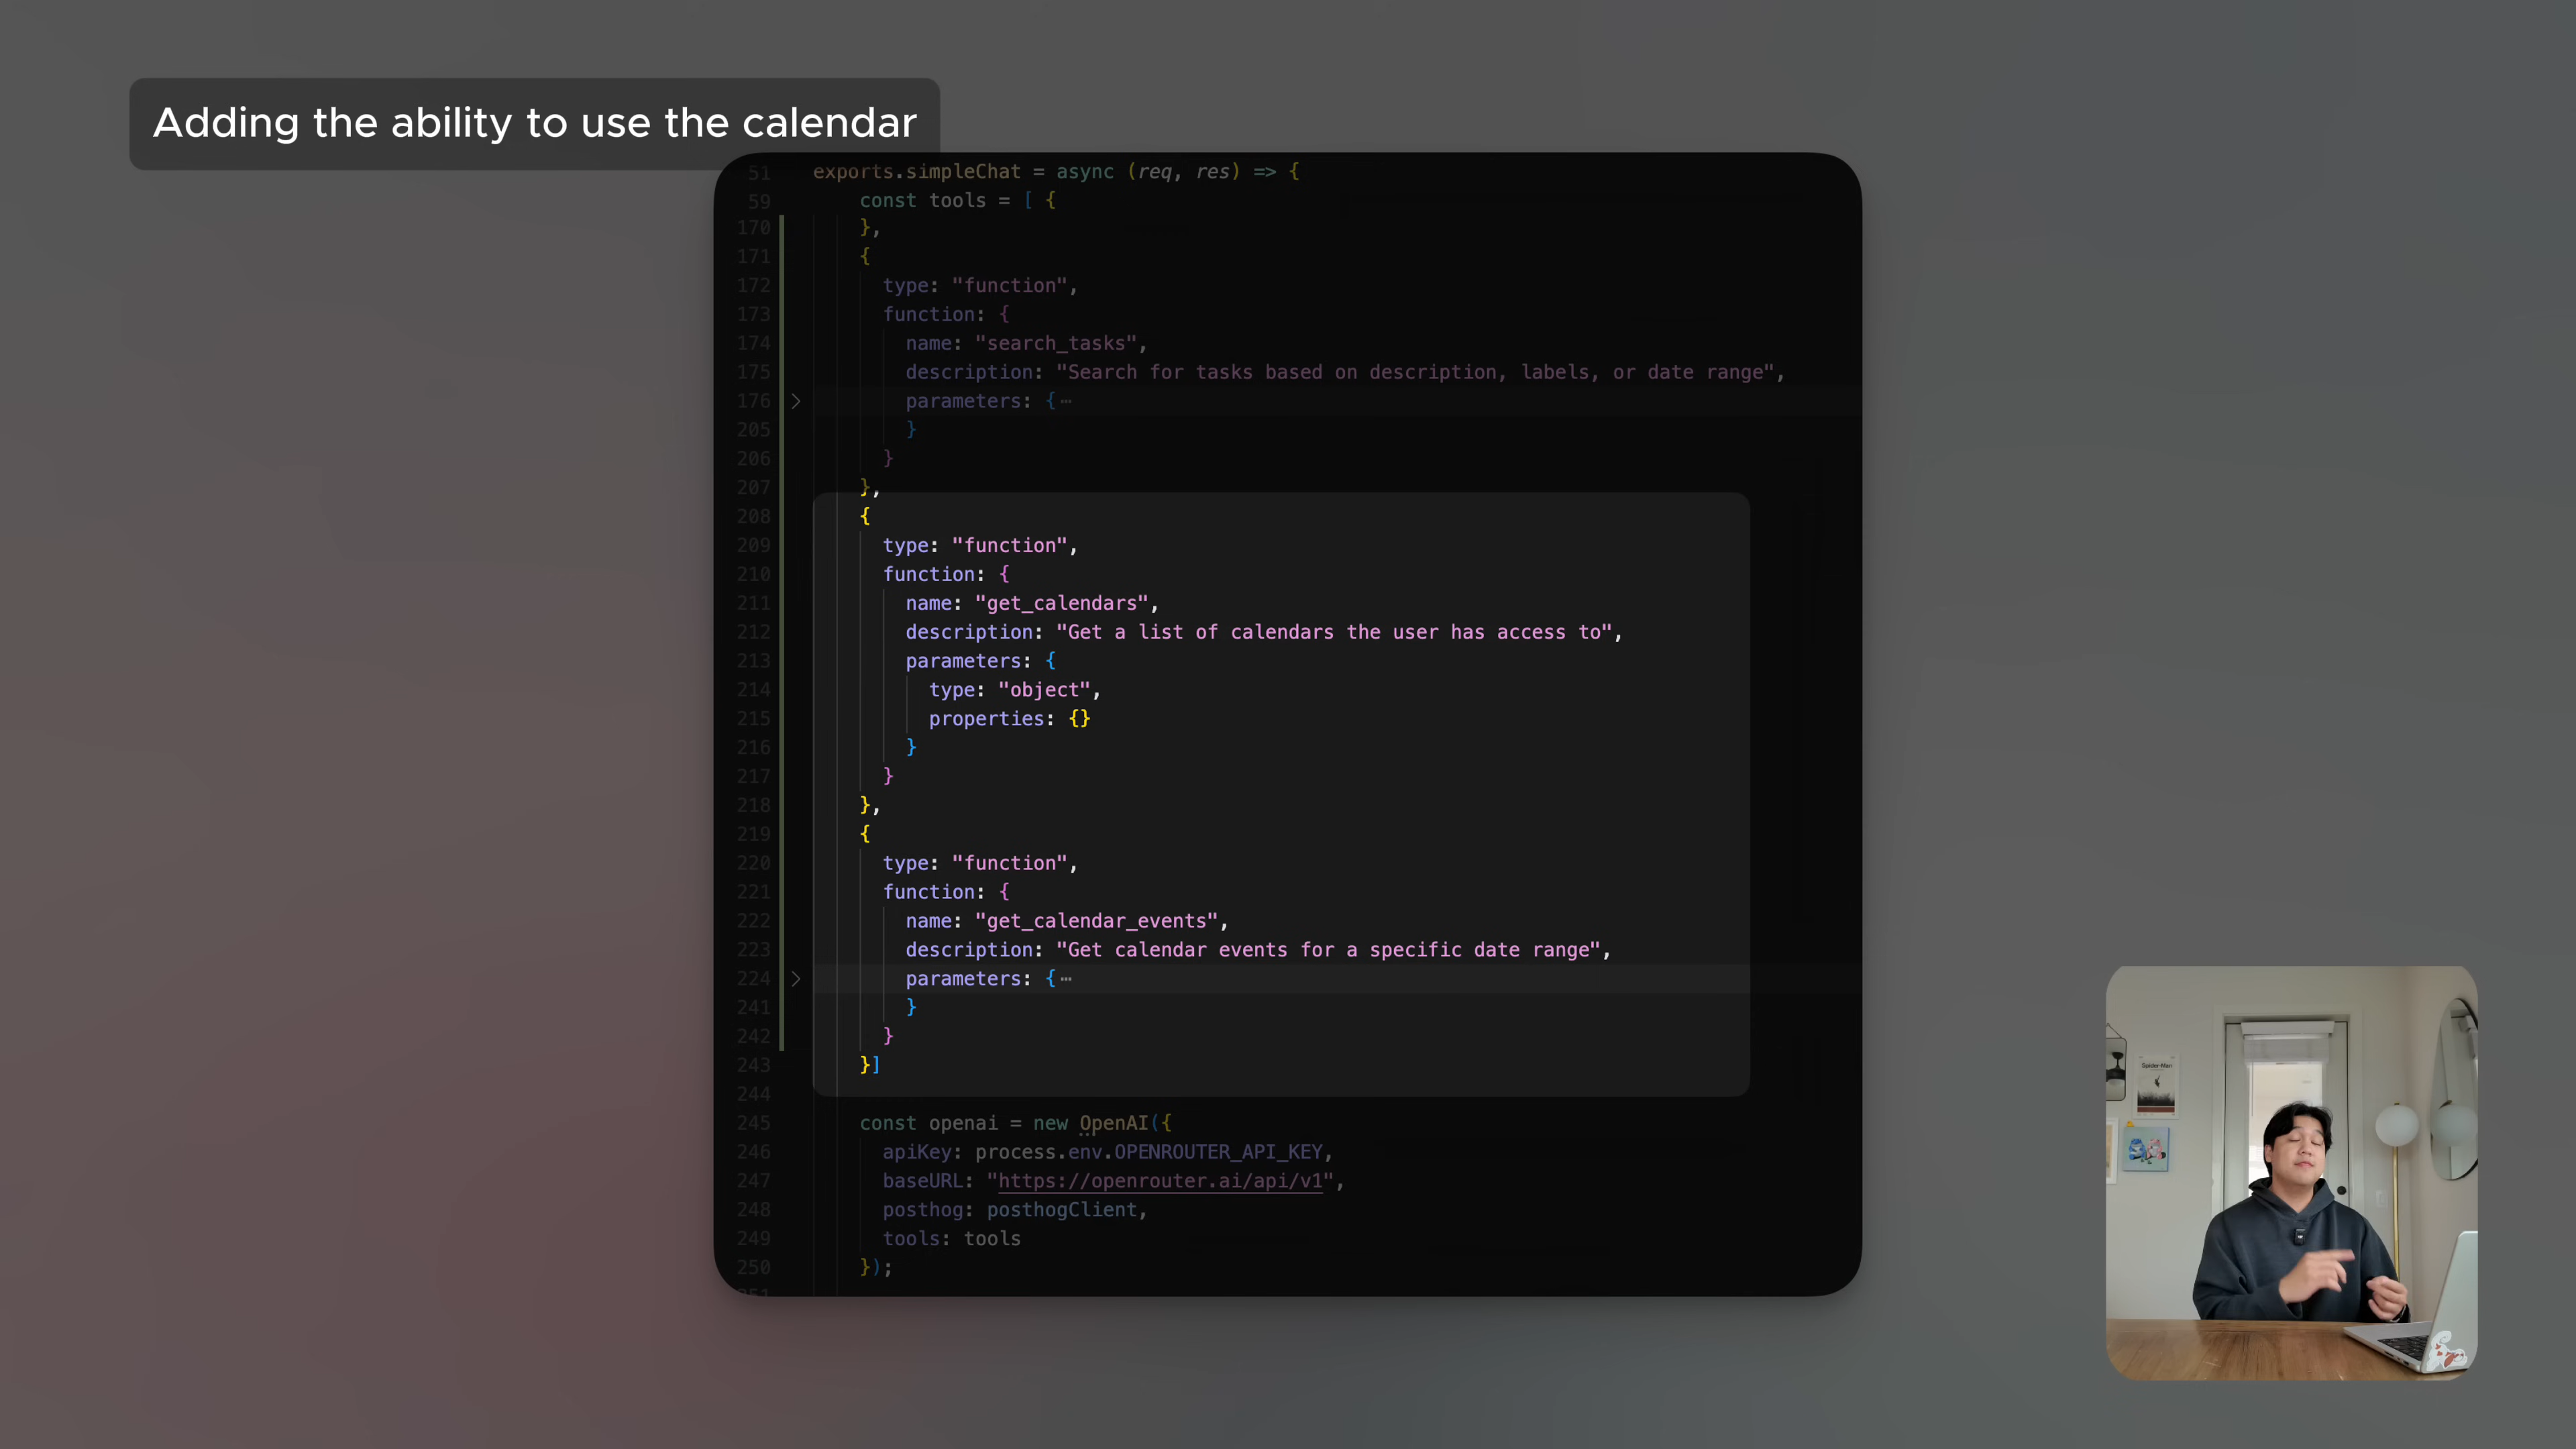 Adding the ability to use the calendar
51 exports.simpleChat = async (req, res) => {
59 const tools = [ {
170 },
171 {
172 type: "function",
173 function: {
174 name: "search_tasks",
175 description: "Search for tasks based on description, labels, or date range",
176 parameters: {⋯
205 }
206 }
207 },
208 {
209 type: "function",
210 function: {
211 name: "get_calendars",
212 description: "Get a list of calendars the user has access to",
213 parameters: {
214 type: "object",
215 properties: {}
216 }
217 }
218 },
219 {
220 type: "function",
221 function: {
222 name: "get_calendar_events",
223 description: "Get calendar events for a specific date range",
224 parameters: {⋯
241 }
242 }
243 }]
244
245 const openai = new OpenAI({
246 apiKey: process.env.OPENROUTER_API_KEY,
247 baseURL: "https://openrouter.ai/api/v1",
248 posthog: posthogClient,
249 tools: tools
250 });
251
Spider-Man